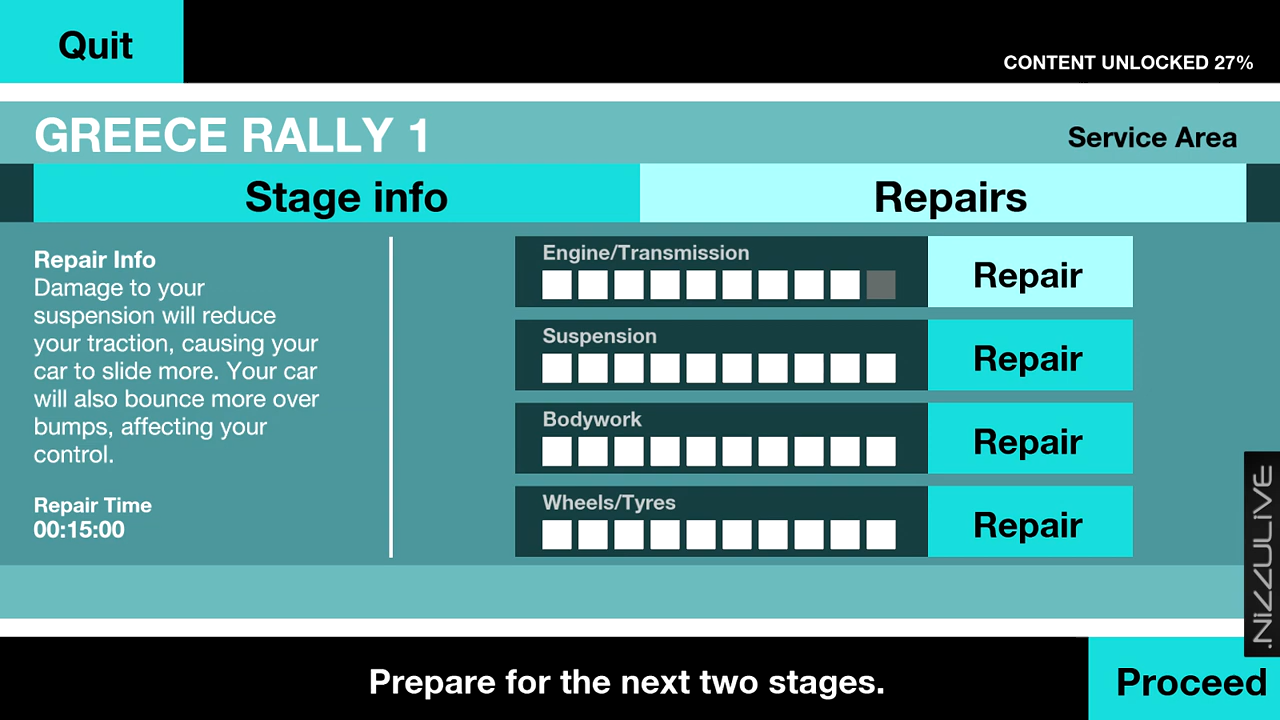 Quit
CONTENT UNLOCKED 27%
GREECE RALLY 1
Service Area
Stage info
Repairs
Repair Info
Damage to your
suspension will reduce
your traction, causing your
car to slide more. Your car
will also bounce more over
bumps, affecting your
control.
Repair Time
00:15:00
Engine/Transmission
Repair
Suspension
Repair
Bodywork
Repair
Wheels/Tyres
Repair
.NIZZULIVE
Prepare for the next two stages.
Proceed